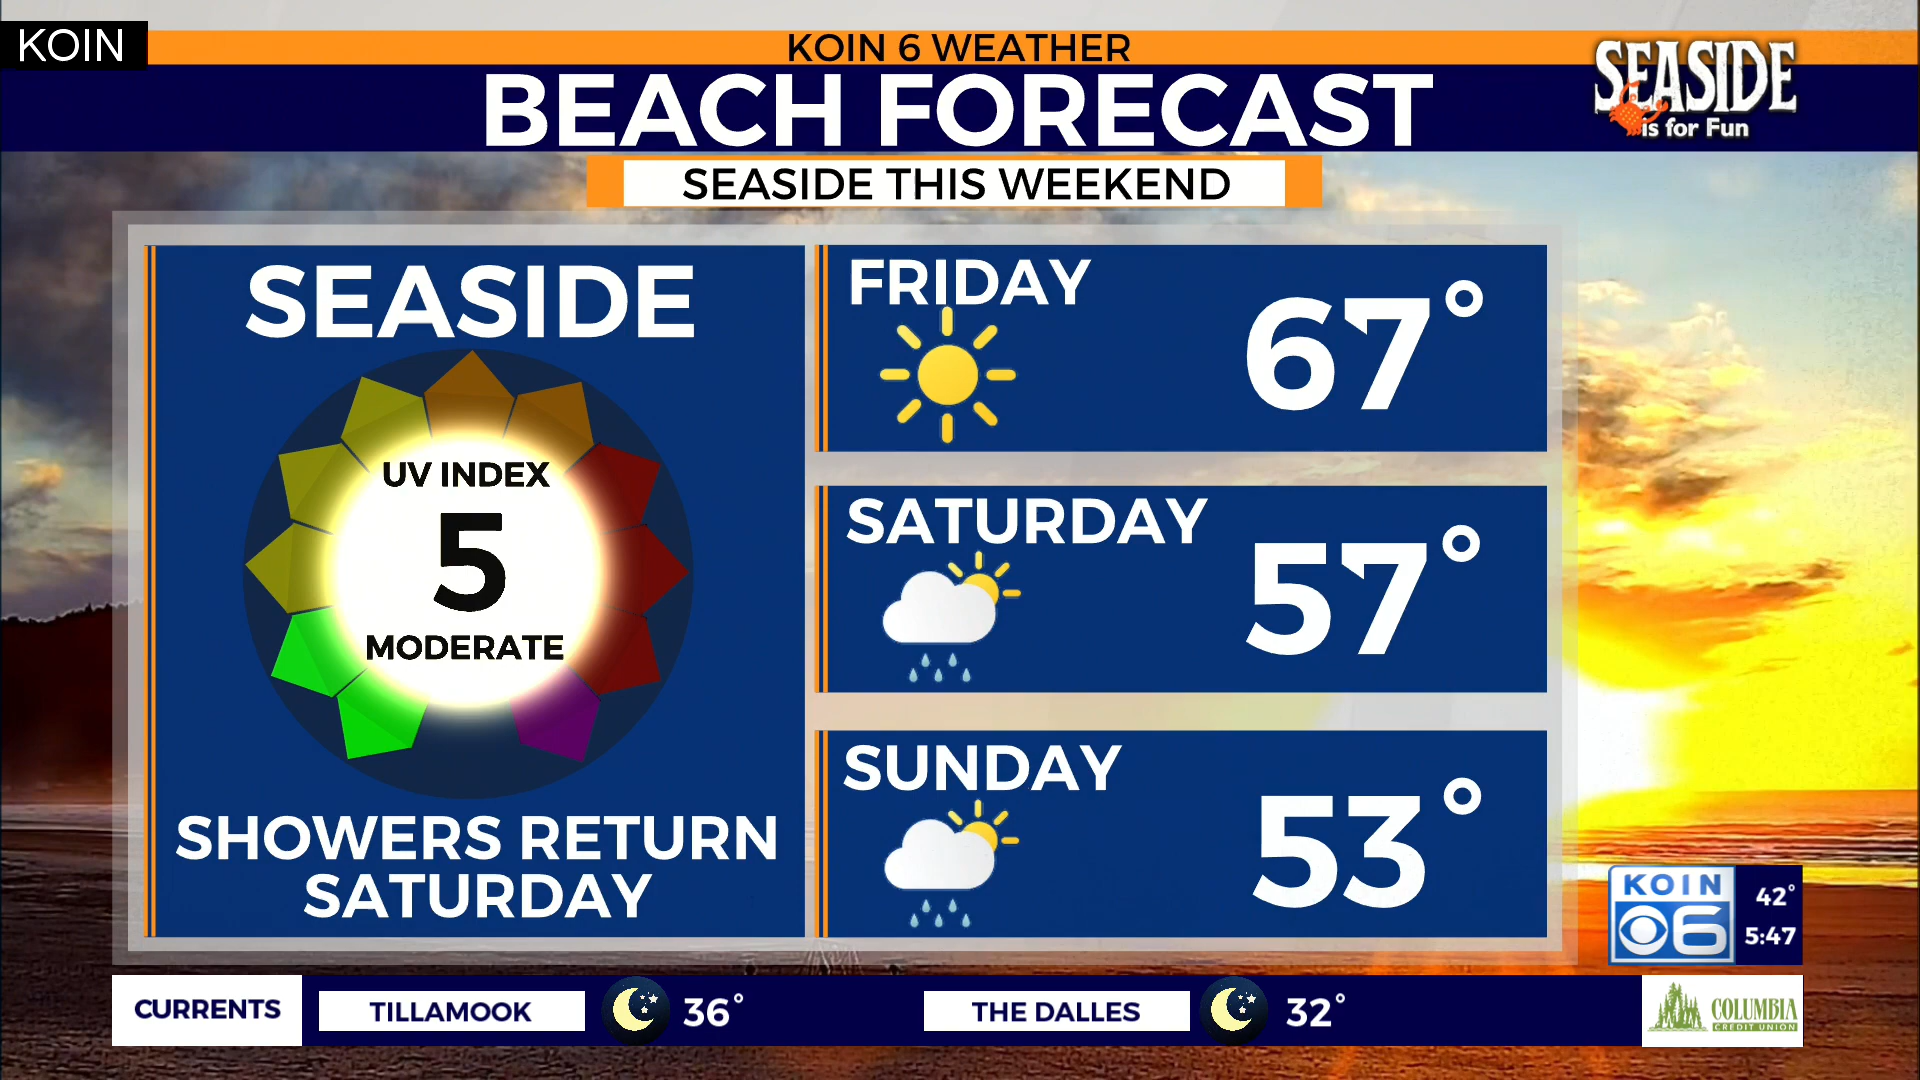 KOIN
KOIN 6 WEATHER
BEACH FORECAST
SEASIDE
is for Fun
SEASIDE THIS WEEKEND
SEASIDE
UV INDEX
5
MODERATE
SHOWERS RETURN
SATURDAY
FRIDAY
67°
SATURDAY
57°
SUNDAY
53°
KOIN
6
42°
5:47
CURRENTS
TILLAMOOK
36°
THE DALLES
32°
COLUMBIA
CREDIT UNION